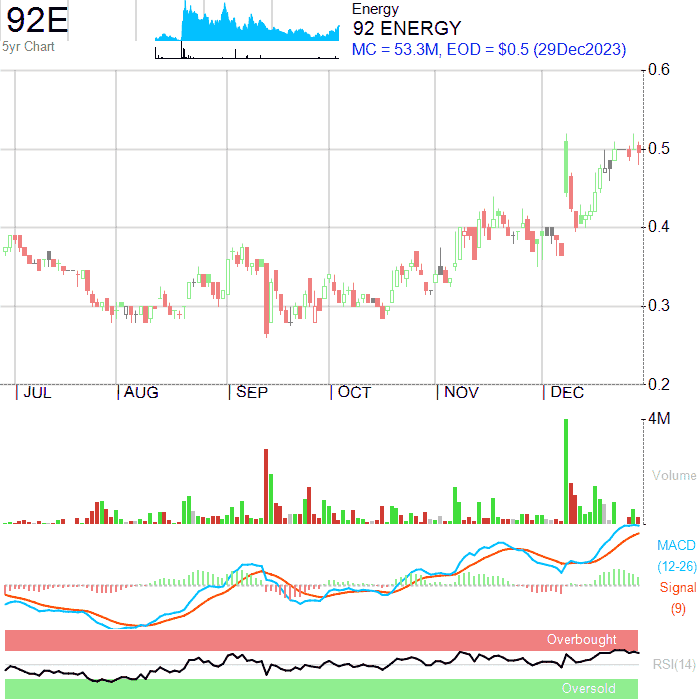 92E
5yr Chart
Energy
92 ENERGY
MC = 53.3M, EOD = $0.5 (29Dec2023)
0.6
0.5
0.4
0.3
0.2
JUL AUG SEP OCT NOV DEC
4M
Volume
MACD
(12-26)
Signal
(9)
Overbought
RSI(14)
Oversold